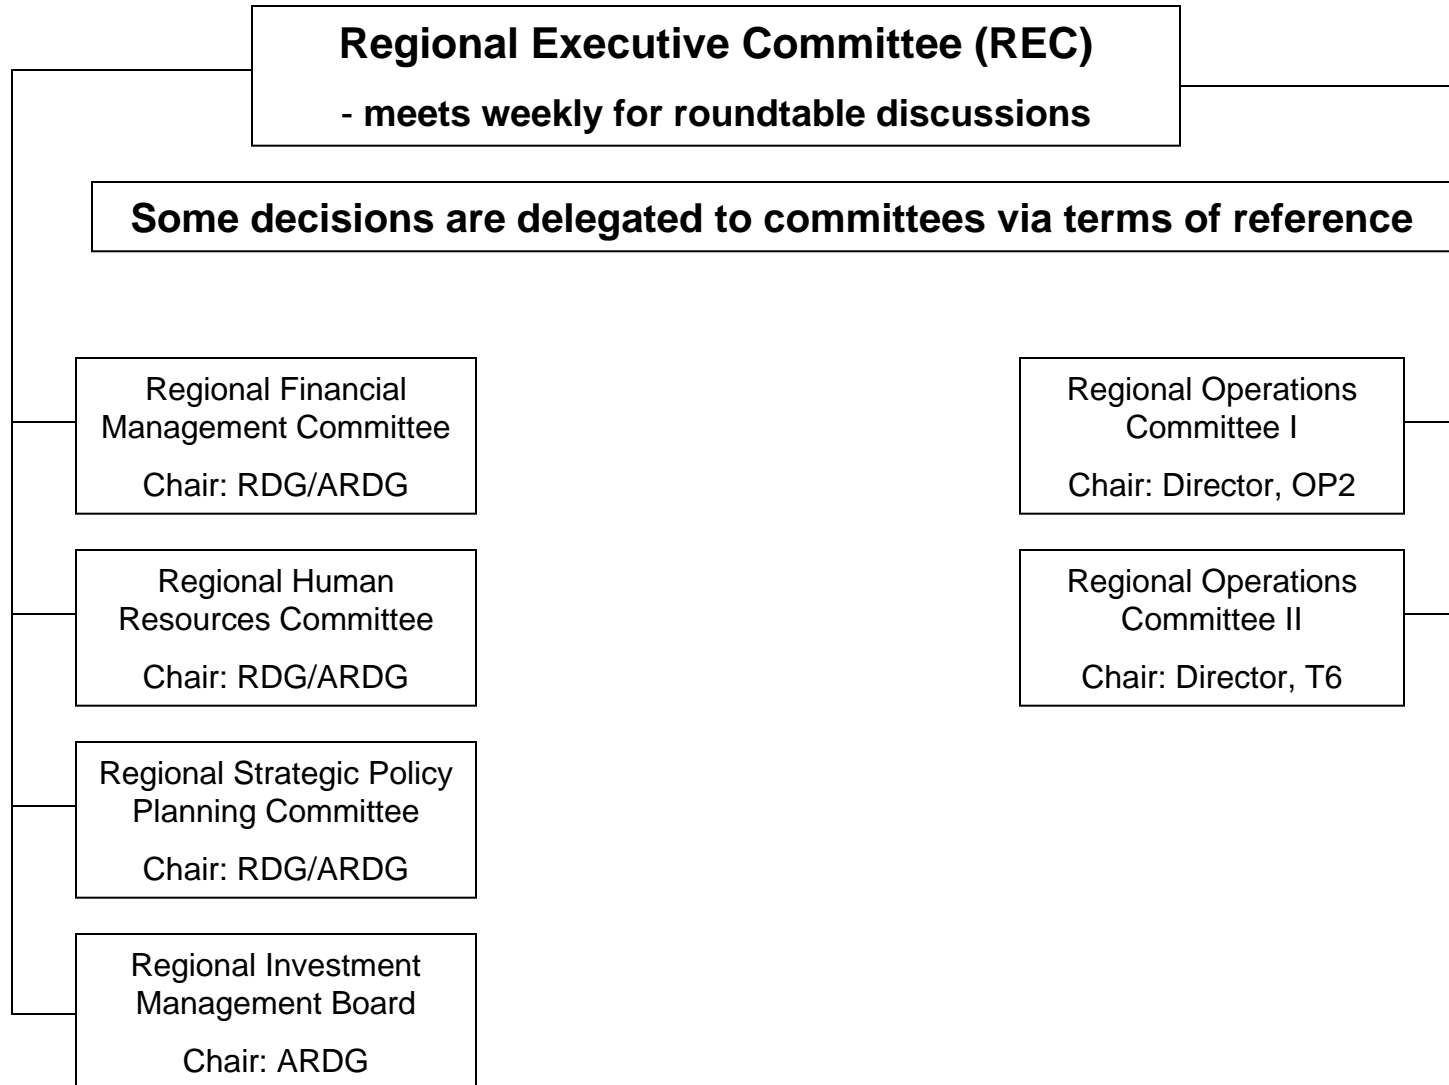 Regional Executive Committee (REC)
- meets weekly for roundtable discussions
Some decisions are delegated to committees via terms of reference
Regional Financial
Management Committee
Chair: RDG/ARDG
Regional Human
Resources Committee
Chair: RDG/ARDG
Regional Strategic Policy
Planning Committee
Chair: RDG/ARDG
Regional Investment
Management Board
Chair: ARDG
Regional Operations
Committee I
Chair: Director, OP2
Regional Operations
Committee II
Chair: Director, T6